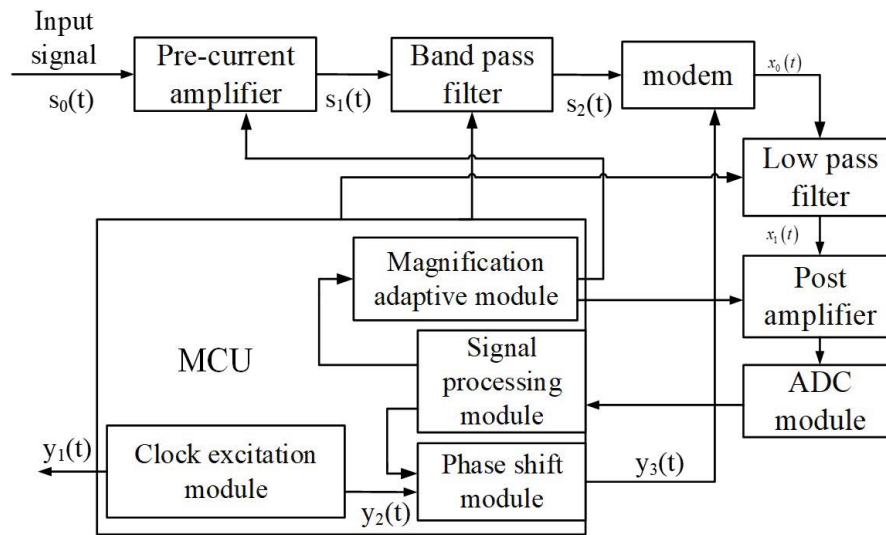 Input
signal
s₀(t)
Pre-current
amplifier
s₁(t)
Band pass
filter
s₂(t)
modem
x₀(t)
Low pass
filter
x₁(t)
Post
amplifier
ADC
module
Magnification
adaptive module
MCU
Signal
processing
module
y₁(t)
Clock excitation
module
y₂(t)
Phase shift
module
y₃(t)